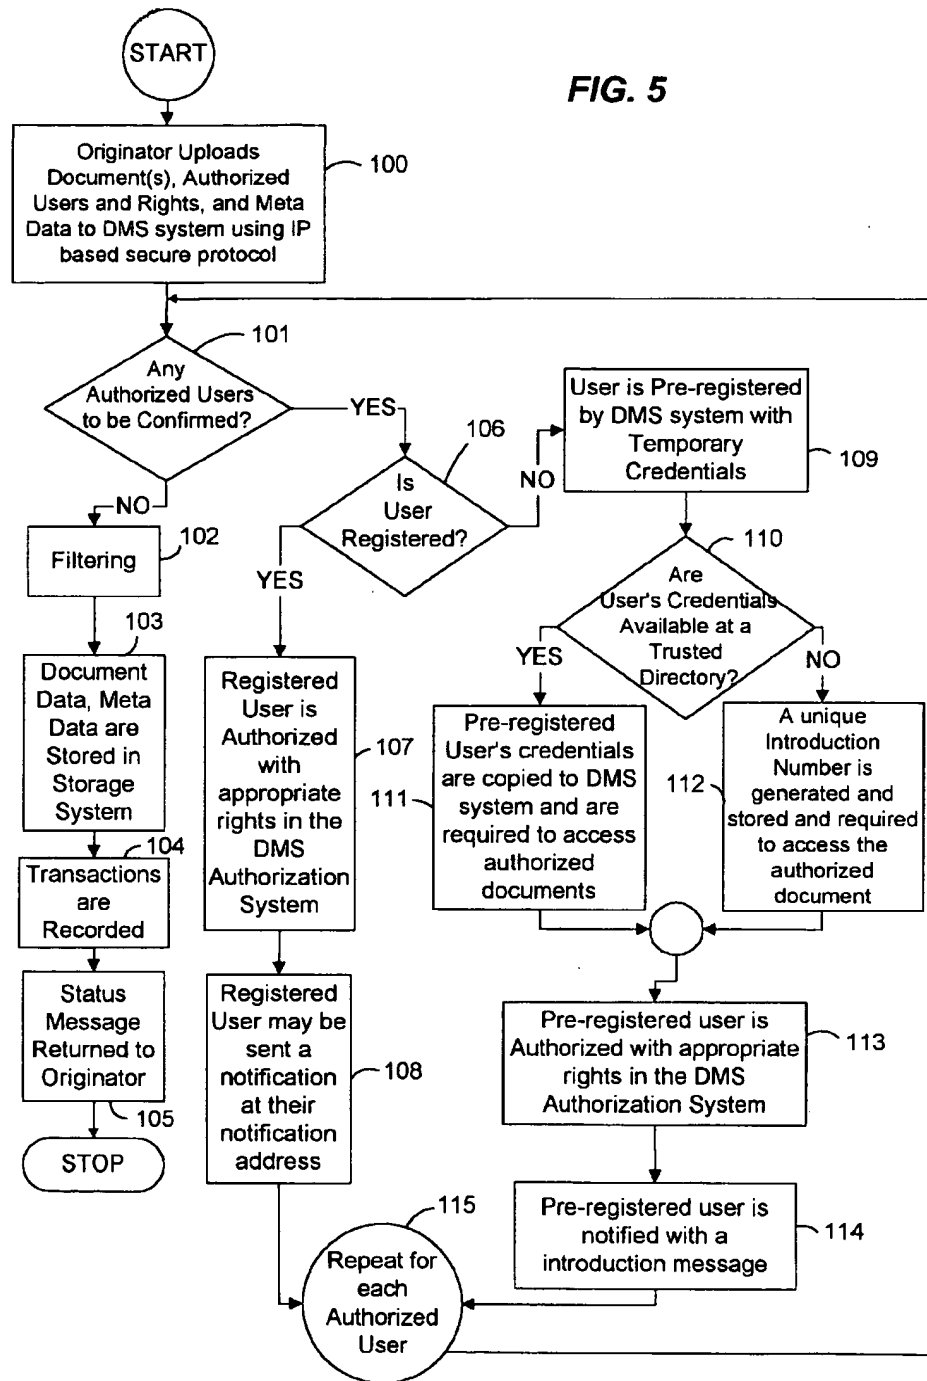 START
FIG. 5
Originator Uploads
Document(s), Authorized
Users and Rights, and Meta
Data to DMS system using IP
based secure protocol
100
101
Any
Authorized Users
to be Confirmed?
YES
NO
106
Is
User
Registered?
NO
YES
User is Pre-registered
by DMS system with
Temporary
Credentials
109
110
Are
User's Credentials
Available at a
Trusted
Directory?
YES
NO
102
Filtering
103
Document
Data, Meta
Data are
Stored in
Storage
System
104
Transactions
are
Recorded
Status
Message
Returned to
Originator
105
STOP
Registered
User is
Authorized
with
appropriate
rights in the
DMS
Authorization
System
107
Registered
User may be
sent a
notification
at their
notification
address
108
Pre-registered
User's credentials
are copied to DMS
system and are
required to access
authorized
documents
111
A unique
Introduction
Number is
generated and
stored and required
to access the
authorized
document
112
Pre-registered user is
Authorized with appropriate
rights in the DMS
Authorization System
113
Pre-registered user is
notified with a
introduction message
114
115
Repeat for
each
Authorized
User